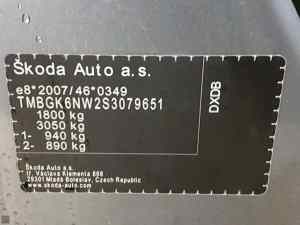 Škoda Auto a.s.
e8*2007/46*0349
TMBGK6NW2S3079651
1800 kg
3050 kg
1- 940 kg
2- 890 kg
DXDB
Škoda Auto a.s.
tř. Václava Klementa 869
29301 Mladá Boleslav, Czech Republic
www.skoda-auto.com